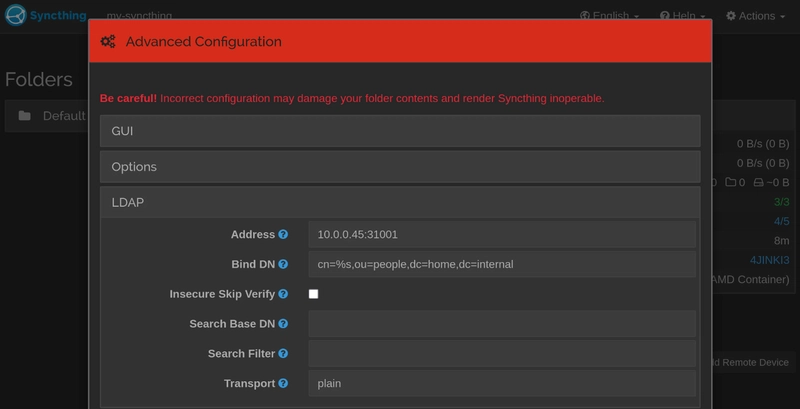 Syncthing my-syncthing English Help Actions
Advanced Configuration
Folders
Be careful! Incorrect configuration may damage your folder contents and render Syncthing inoperable.
Default
GUI
Options
LDAP
Address 10.0.0.45:31001
Bind DN cn=%s,ou=people,dc=home,dc=internal
Insecure Skip Verify
Search Base DN
Search Filter
Transport plain
0 B/s (0 B)
0 B/s (0 B)
0 0 ~0 B
3/3
4/5
8m
4JINKI3
AMD Container)
d Remote Device